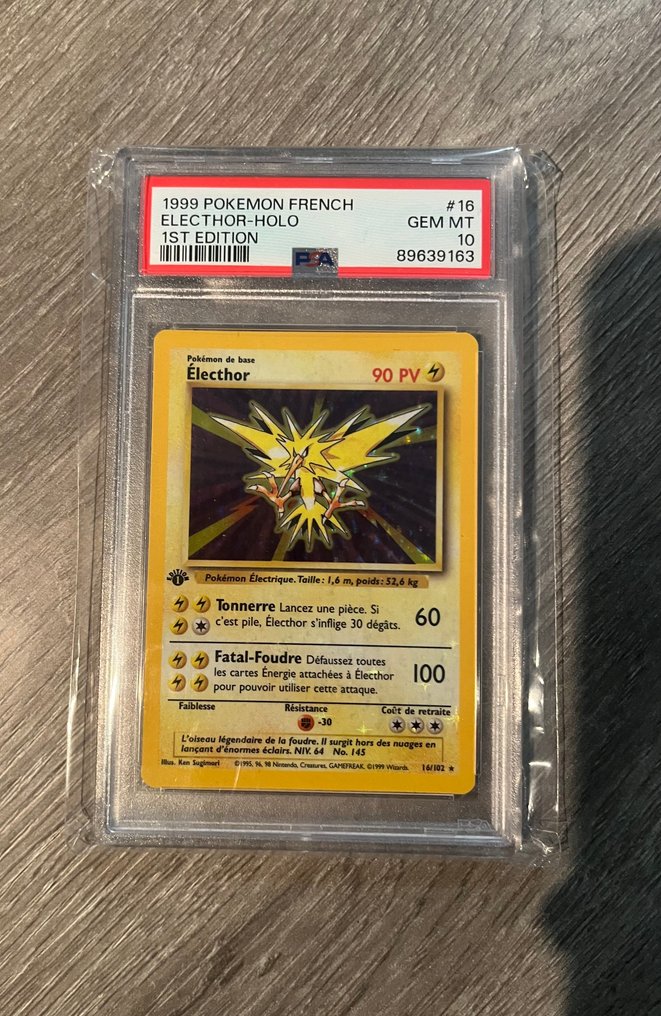 1999 POKEMON FRENCH #16
ELECTHOR-HOLO GEM MT
1ST EDITION 10
PSA 89639163
Pokémon de base
Électhor 90 PV
EDITION 1
Pokémon Électrique. Taille: 1,6 m, poids: 52,6 kg
Tonnerre Lancez une pièce. Si
c'est pile, Électhor s'inflige 30 dégâts. 60
Fatal-Foudre Défaussez toutes
les cartes Énergie attachées à Électhor 100
pour pouvoir utiliser cette attaque.
Faiblesse Résistance Coût de retraite
-30
L'oiseau légendaire de la foudre. Il surgit hors des nuages en
lançant d'énormes éclairs. NIV. 64 No. 145
Illus. Ken Sugimori ©1995, 96, 98 Nintendo, Creatures, GAMEFREAK. ©1999 Wizards. 16/102 ★
PSA